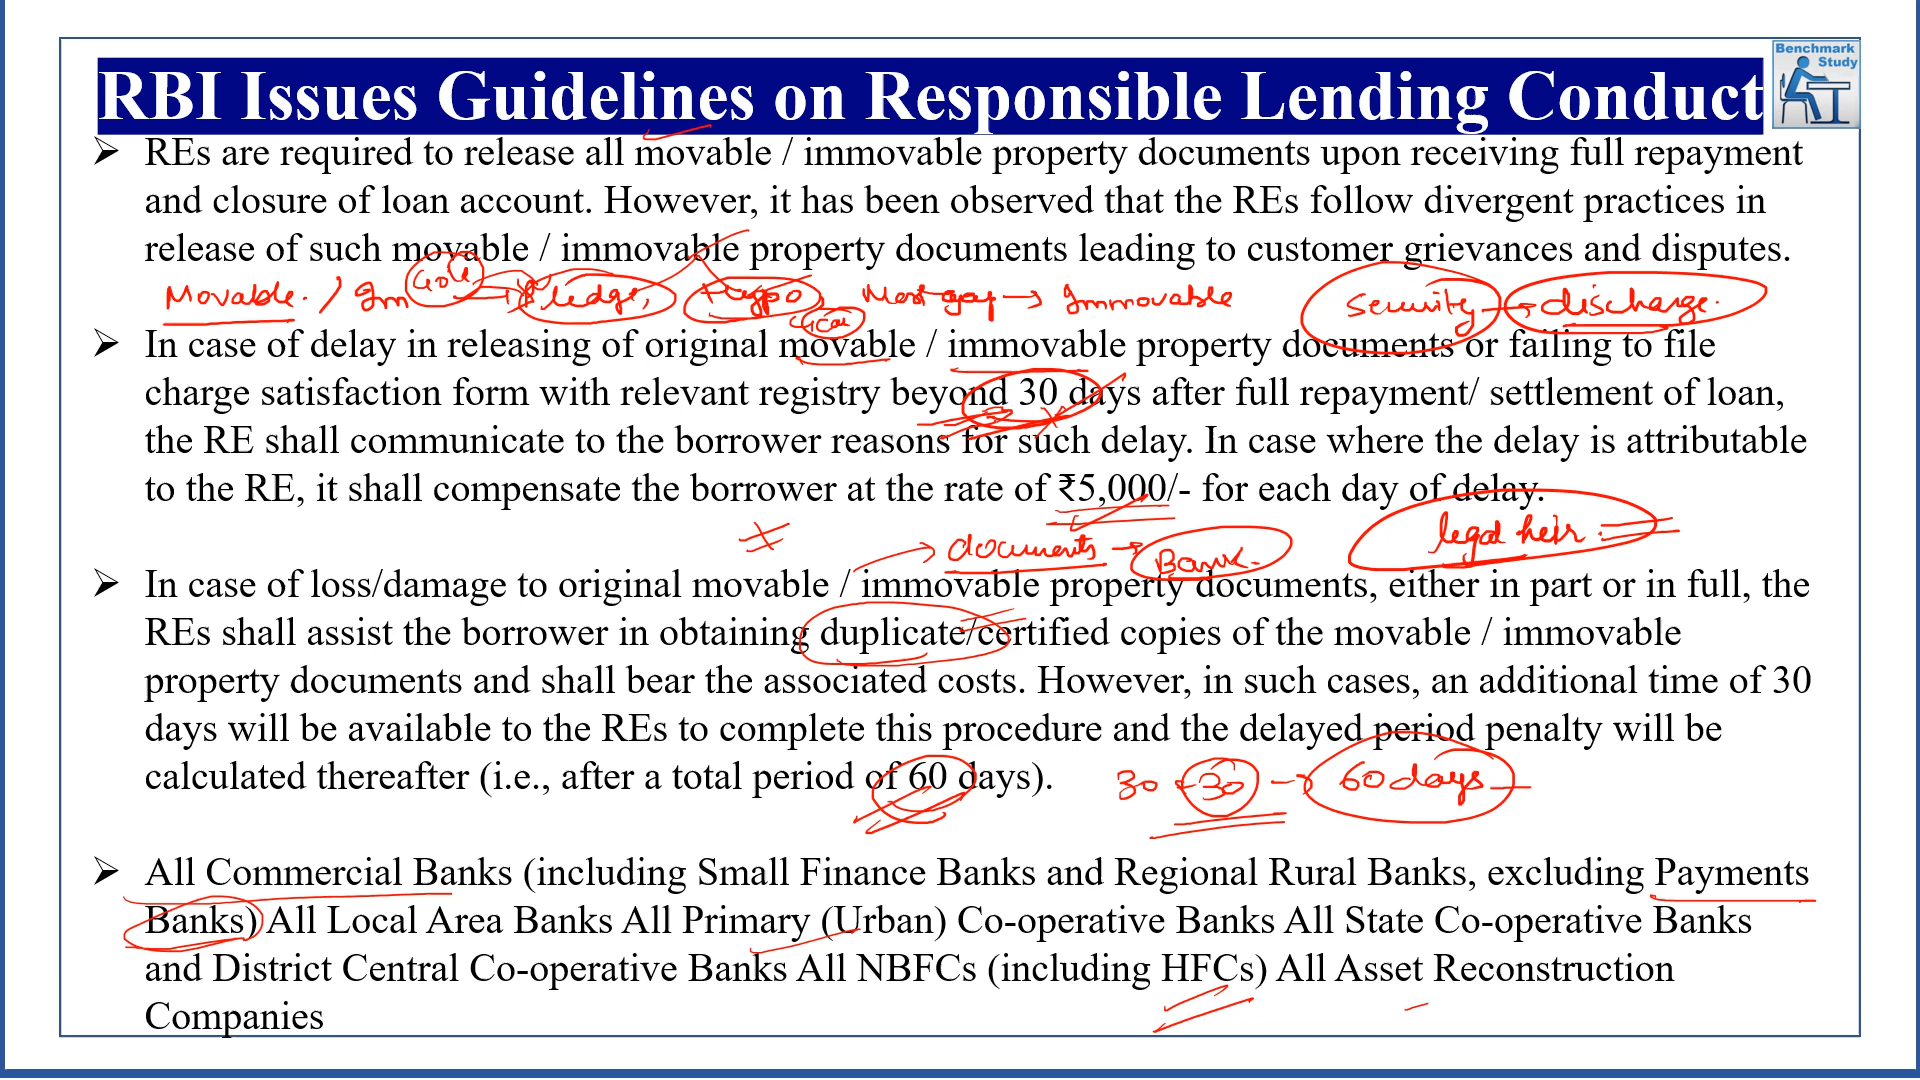 Benchmark
Study
RBI Issues Guidelines on Responsible Lending Conduct
➢ REs are required to release all movable / immovable property documents upon receiving full repayment
and closure of loan account. However, it has been observed that the REs follow divergent practices in
release of such movable / immovable property documents leading to customer grievances and disputes.
Movable / Imm Gold → Pledge, Hypo Mortgag → Immovable Security → discharge.
Car
➢ In case of delay in releasing of original movable / immovable property documents or failing to file
charge satisfaction form with relevant registry beyond 30 days after full repayment/ settlement of loan,
the RE shall communicate to the borrower reasons for such delay. In case where the delay is attributable
to the RE, it shall compensate the borrower at the rate of ₹5,000/- for each day of delay.
→ documents → Bank. legal heir.
➢ In case of loss/damage to original movable / immovable property documents, either in part or in full, the
REs shall assist the borrower in obtaining duplicate/certified copies of the movable / immovable
property documents and shall bear the associated costs. However, in such cases, an additional time of 30
days will be available to the REs to complete this procedure and the delayed period penalty will be
calculated thereafter (i.e., after a total period of 60 days).
30 + 30 → 60 days
➢ All Commercial Banks (including Small Finance Banks and Regional Rural Banks, excluding Payments
Banks) All Local Area Banks All Primary (Urban) Co-operative Banks All State Co-operative Banks
and District Central Co-operative Banks All NBFCs (including HFCs) All Asset Reconstruction
Companies